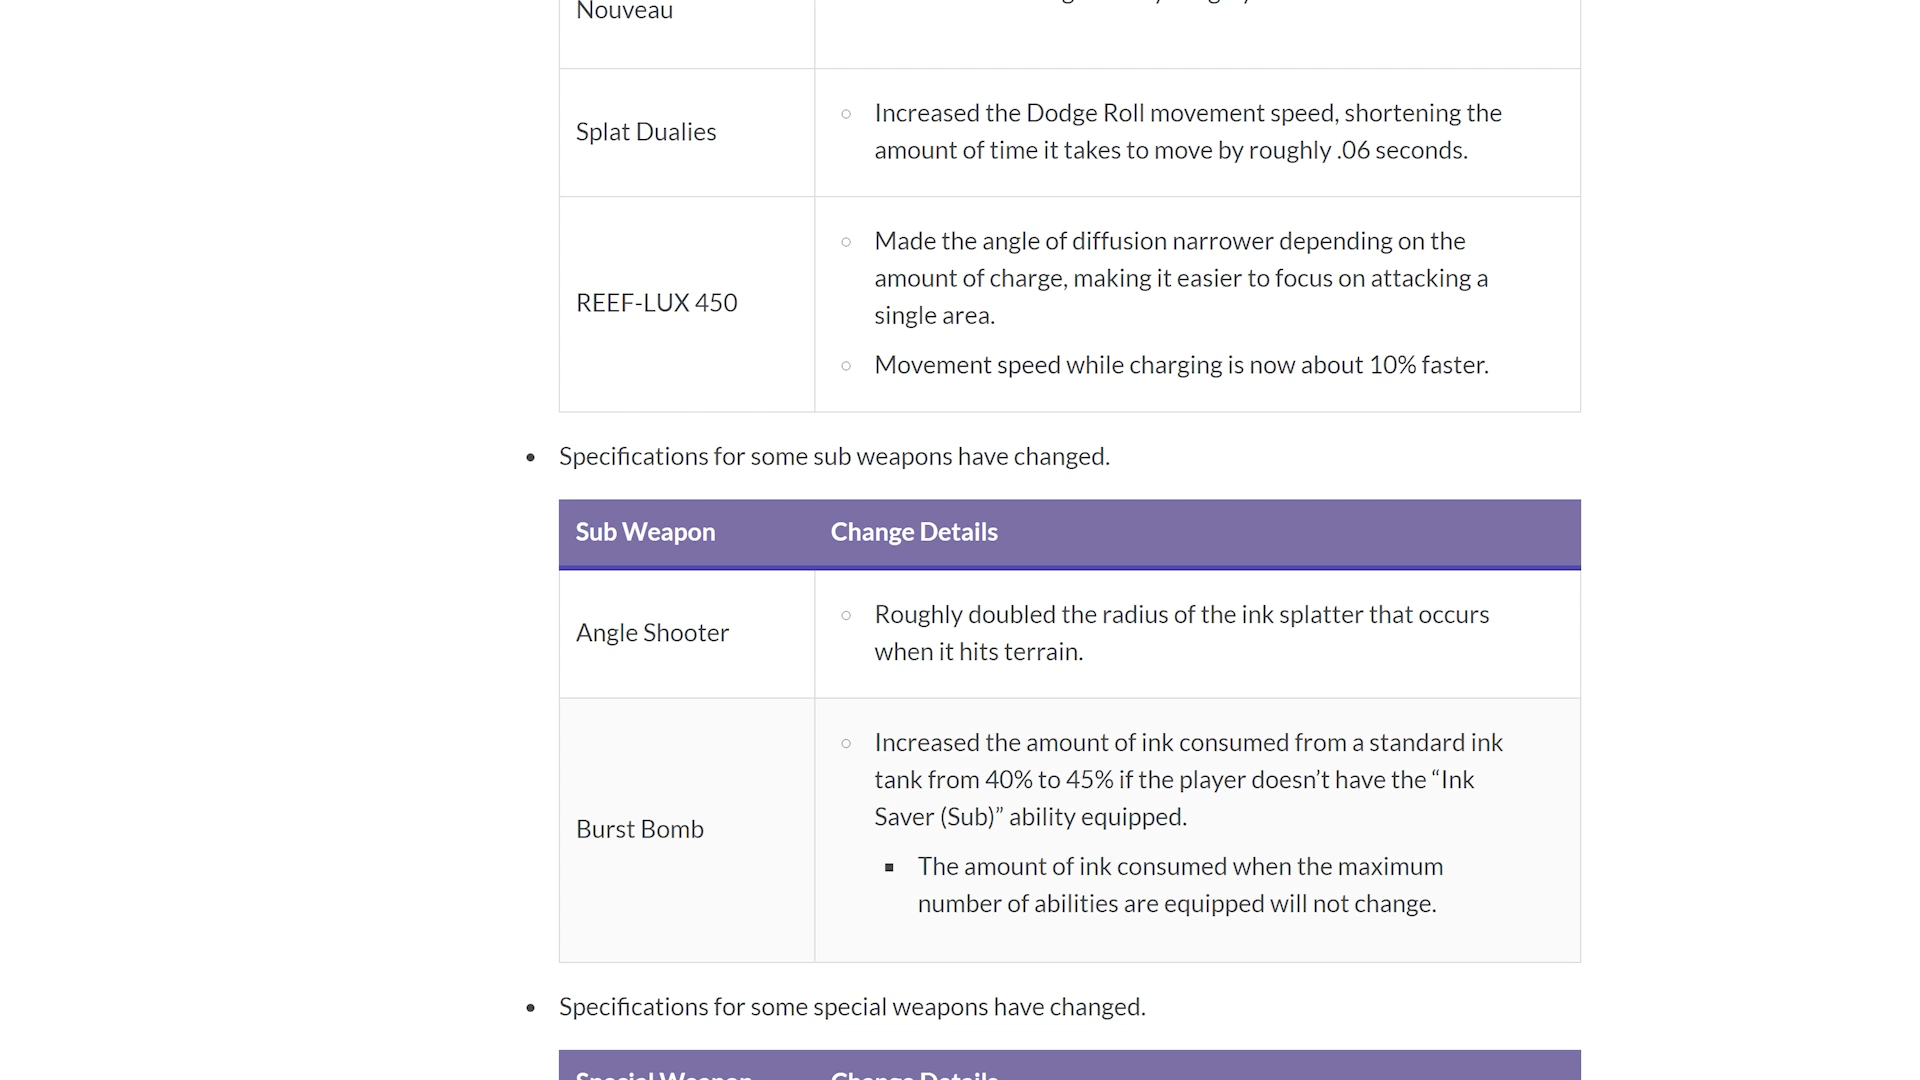 Nouveau
Splat Dualies
Increased the Dodge Roll movement speed, shortening the
amount of time it takes to move by roughly .06 seconds.
REEF-LUX 450
Made the angle of diffusion narrower depending on the
amount of charge, making it easier to focus on attacking a
single area.
Movement speed while charging is now about 10% faster.
Specifications for some sub weapons have changed.
Sub Weapon Change Details
Angle Shooter
Roughly doubled the radius of the ink splatter that occurs
when it hits terrain.
Burst Bomb
Increased the amount of ink consumed from a standard ink
tank from 40% to 45% if the player doesn’t have the “Ink
Saver (Sub)” ability equipped.
The amount of ink consumed when the maximum
number of abilities are equipped will not change.
Specifications for some special weapons have changed.
Special Weapon Change Details